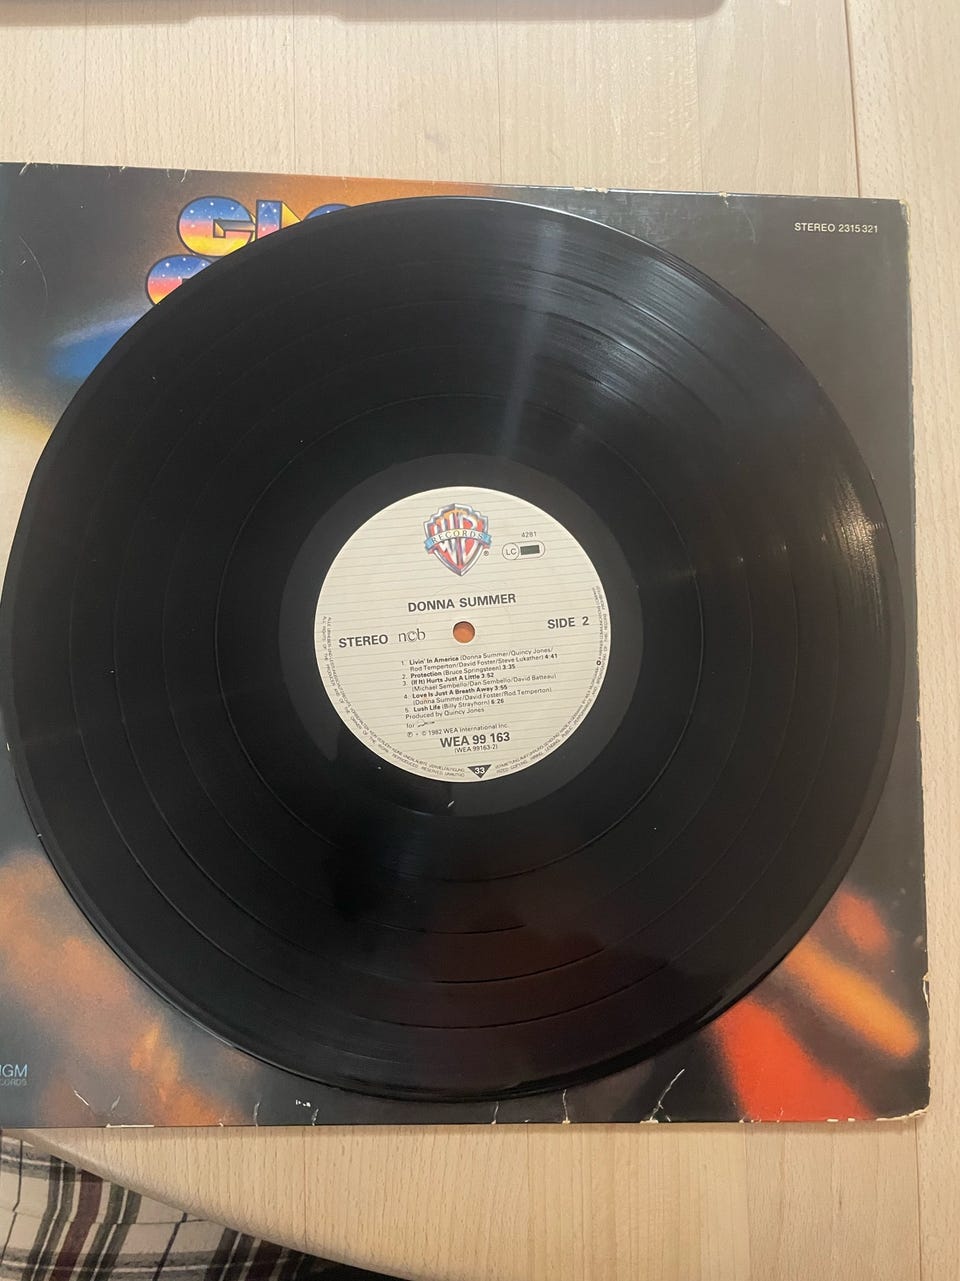 STEREO 2315 321
W B
RECORDS
®
4281
LC
DONNA SUMMER
STEREO ncb
SIDE 2
1. Livin' In America (Donna Summer/Quincy Jones/
Rod Temperton/David Foster/Steve Lukather) 4:41
2. Protection (Bruce Springsteen) 3:35
3. (If It) Hurts Just A Little 3:52
(Michael Sembello/Dan Sembello/David Batteau)
4. Love Is Just A Breath Away 3:55
(Donna Summer/David Foster/Rod Temperton)
5. Lush Life (Billy Strayhorn) 6:26
Produced by Quincy Jones
for
℗ + © 1982 WEA International Inc.
WEA 99 163
(WEA 99163-2)
33